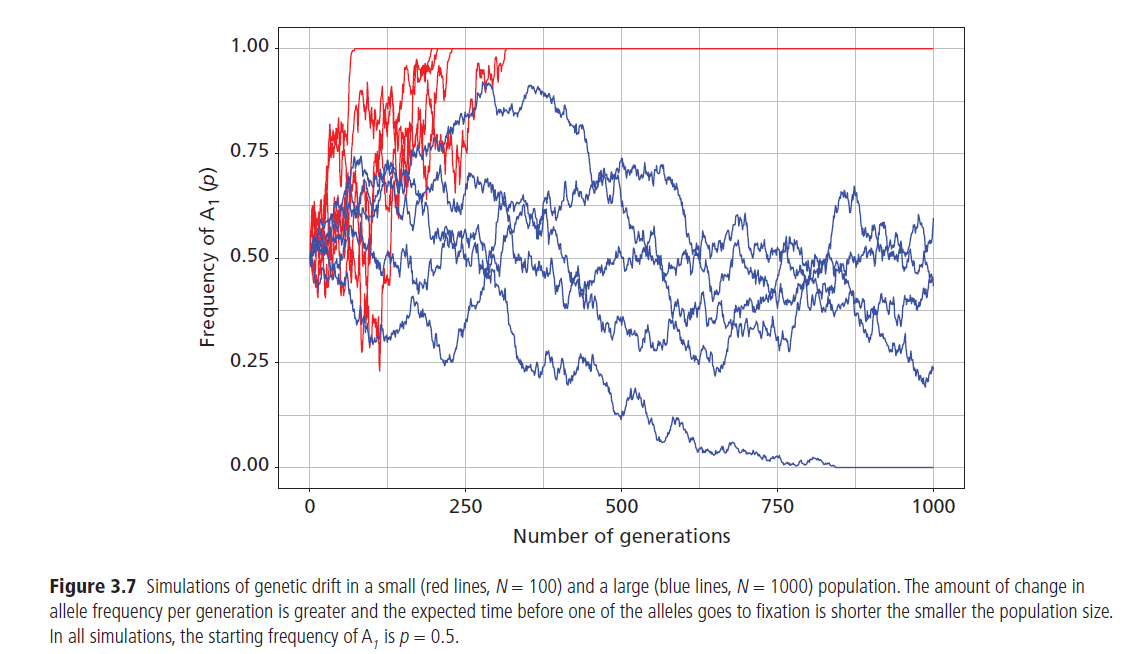 1.00
0.75
0.50
0.25
0.00
Frequency of A₁ (p)
0 250 500 750 1000
Number of generations
Figure 3.7 Simulations of genetic drift in a small (red lines, N = 100) and a large (blue lines, N = 1000) population. The amount of change in
allele frequency per generation is greater and the expected time before one of the alleles goes to fixation is shorter the smaller the population size.
In all simulations, the starting frequency of A₁ is p = 0.5.